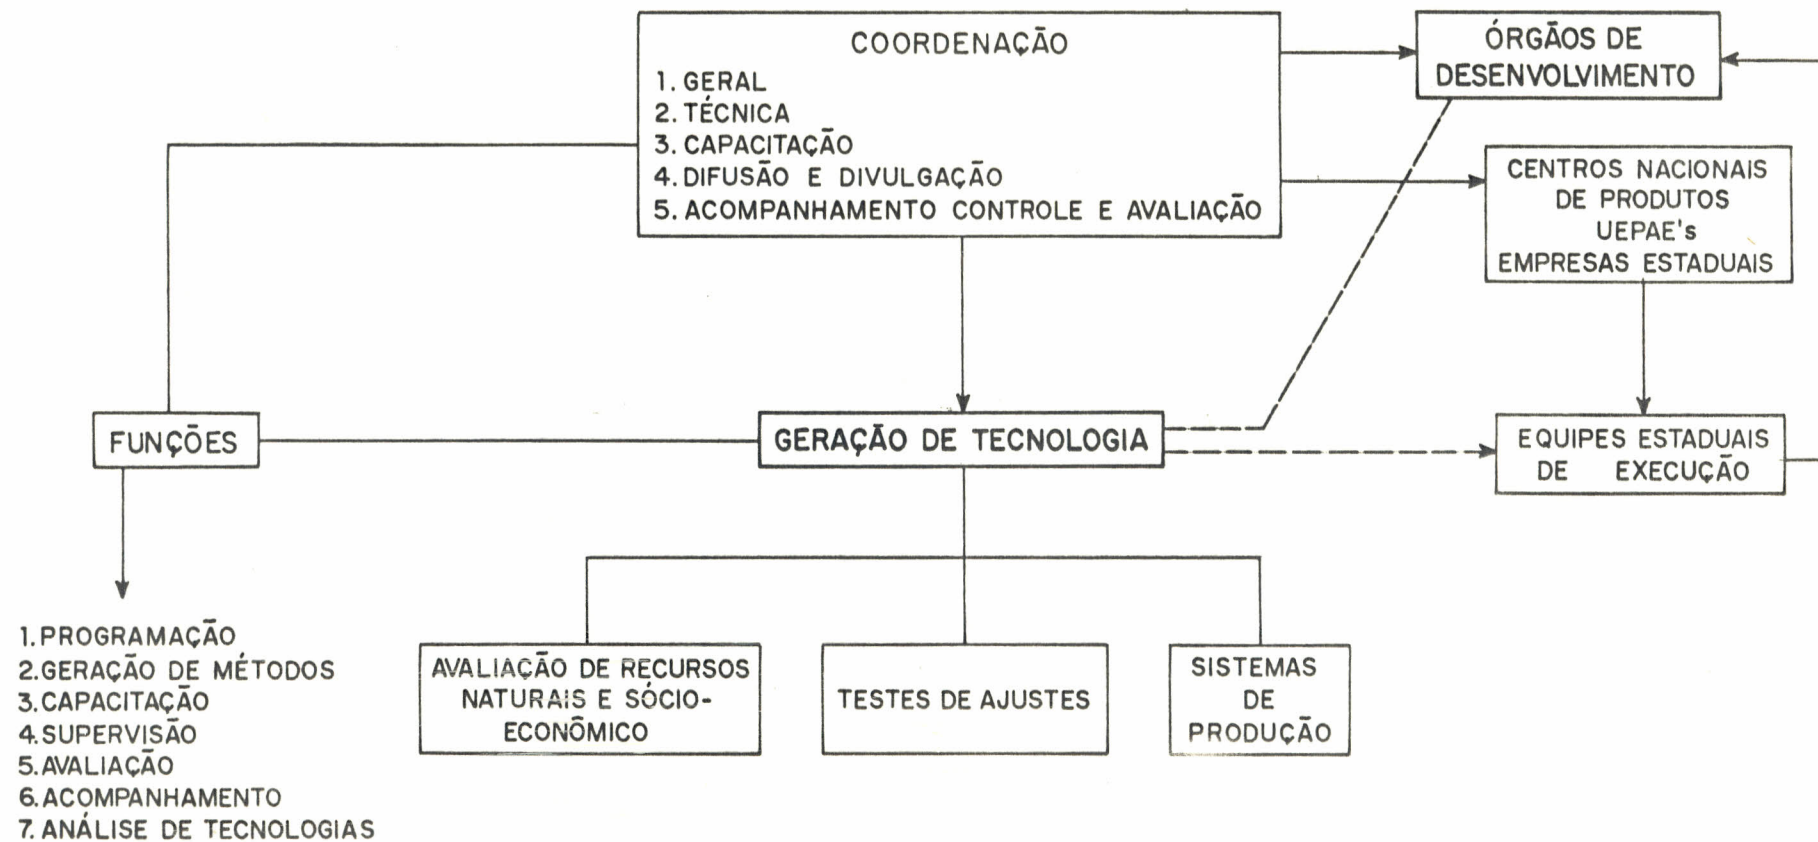 COORDENAÇÃO
1. GERAL
2. TÉCNICA
3. CAPACITAÇÃO
4. DIFUSÃO E DIVULGAÇÃO
5. ACOMPANHAMENTO CONTROLE E AVALIAÇÃO
ÓRGÃOS DE
DESENVOLVIMENTO
CENTROS NACIONAIS
DE PRODUTOS
UEPAE's
EMPRESAS ESTADUAIS
FUNÇÕES
GERAÇÃO DE TECNOLOGIA
EQUIPES ESTADUAIS
DE EXECUÇÃO
1. PROGRAMAÇÃO
2. GERAÇÃO DE MÉTODOS
3. CAPACITAÇÃO
4. SUPERVISÃO
5. AVALIAÇÃO
6. ACOMPANHAMENTO
7. ANÁLISE DE TECNOLOGIAS
AVALIAÇÃO DE RECURSOS
NATURAIS E SÓCIO-
ECONÔMICO
TESTES DE AJUSTES
SISTEMAS
DE
PRODUÇÃO